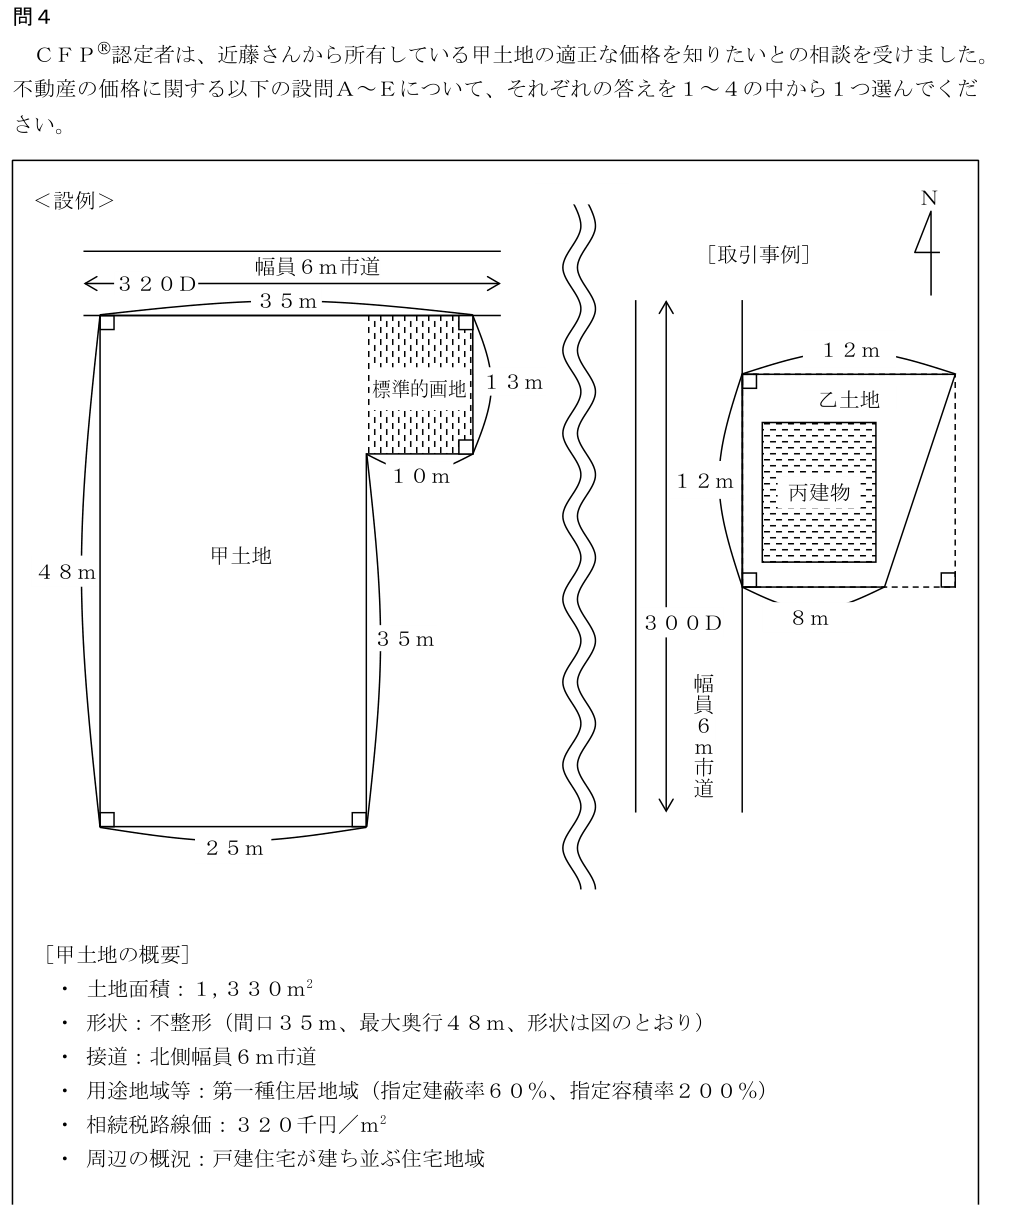 問4
ＣＦＰ®認定者は、近藤さんから所有している甲土地の適正な価格を知りたいとの相談を受けました。
不動産の価格に関する以下の設問Ａ～Ｅについて、それぞれの答えを１～４の中から１つ選んでくだ
さい。
＜設例＞
N
幅員６ｍ市道
［取引事例］
３２０Ｄ
３５ｍ
１２ｍ
標準的画地
１３ｍ
乙土地
１０ｍ
１２ｍ
丙建物
甲土地
４８ｍ
８ｍ
３００Ｄ
３５ｍ
幅員６ｍ市道
２５ｍ
［甲土地の概要］
・ 土地面積：１，３３０ｍ²
・ 形状：不整形（間口３５ｍ、最大奥行４８ｍ、形状は図のとおり）
・ 接道：北側幅員６ｍ市道
・ 用途地域等：第一種住居地域（指定建蔽率６０％、指定容積率２００％）
・ 相続税路線価：３２０千円／ｍ²
・ 周辺の概況：戸建住宅が建ち並ぶ住宅地域